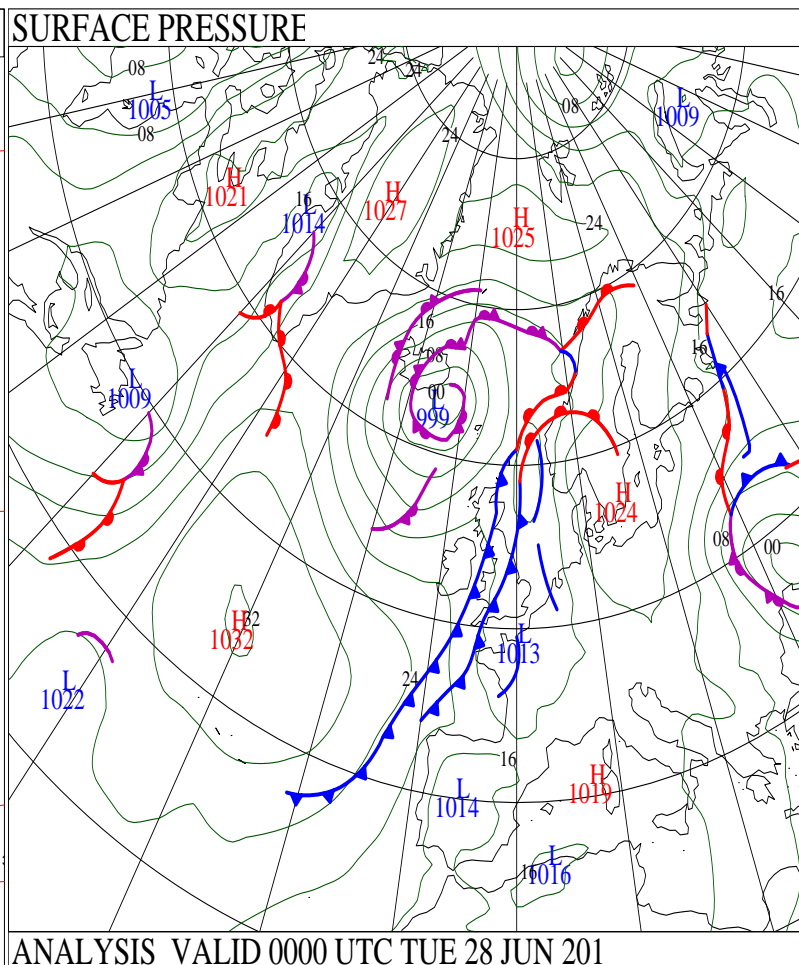 SURFACE PRESSURE
24
24
08
L
1005
08
08
L
1009
24
H
1021
H
1027
16
L
1014
H
1025
24
16
16
16
08
L
1009
00
L
999
H
1024
08
00
H
32
1032
L
1013
L
1022
24
16
L
1014
H
1019
L
16
1016
ANALYSIS VALID 0000 UTC TUE 28 JUN 201